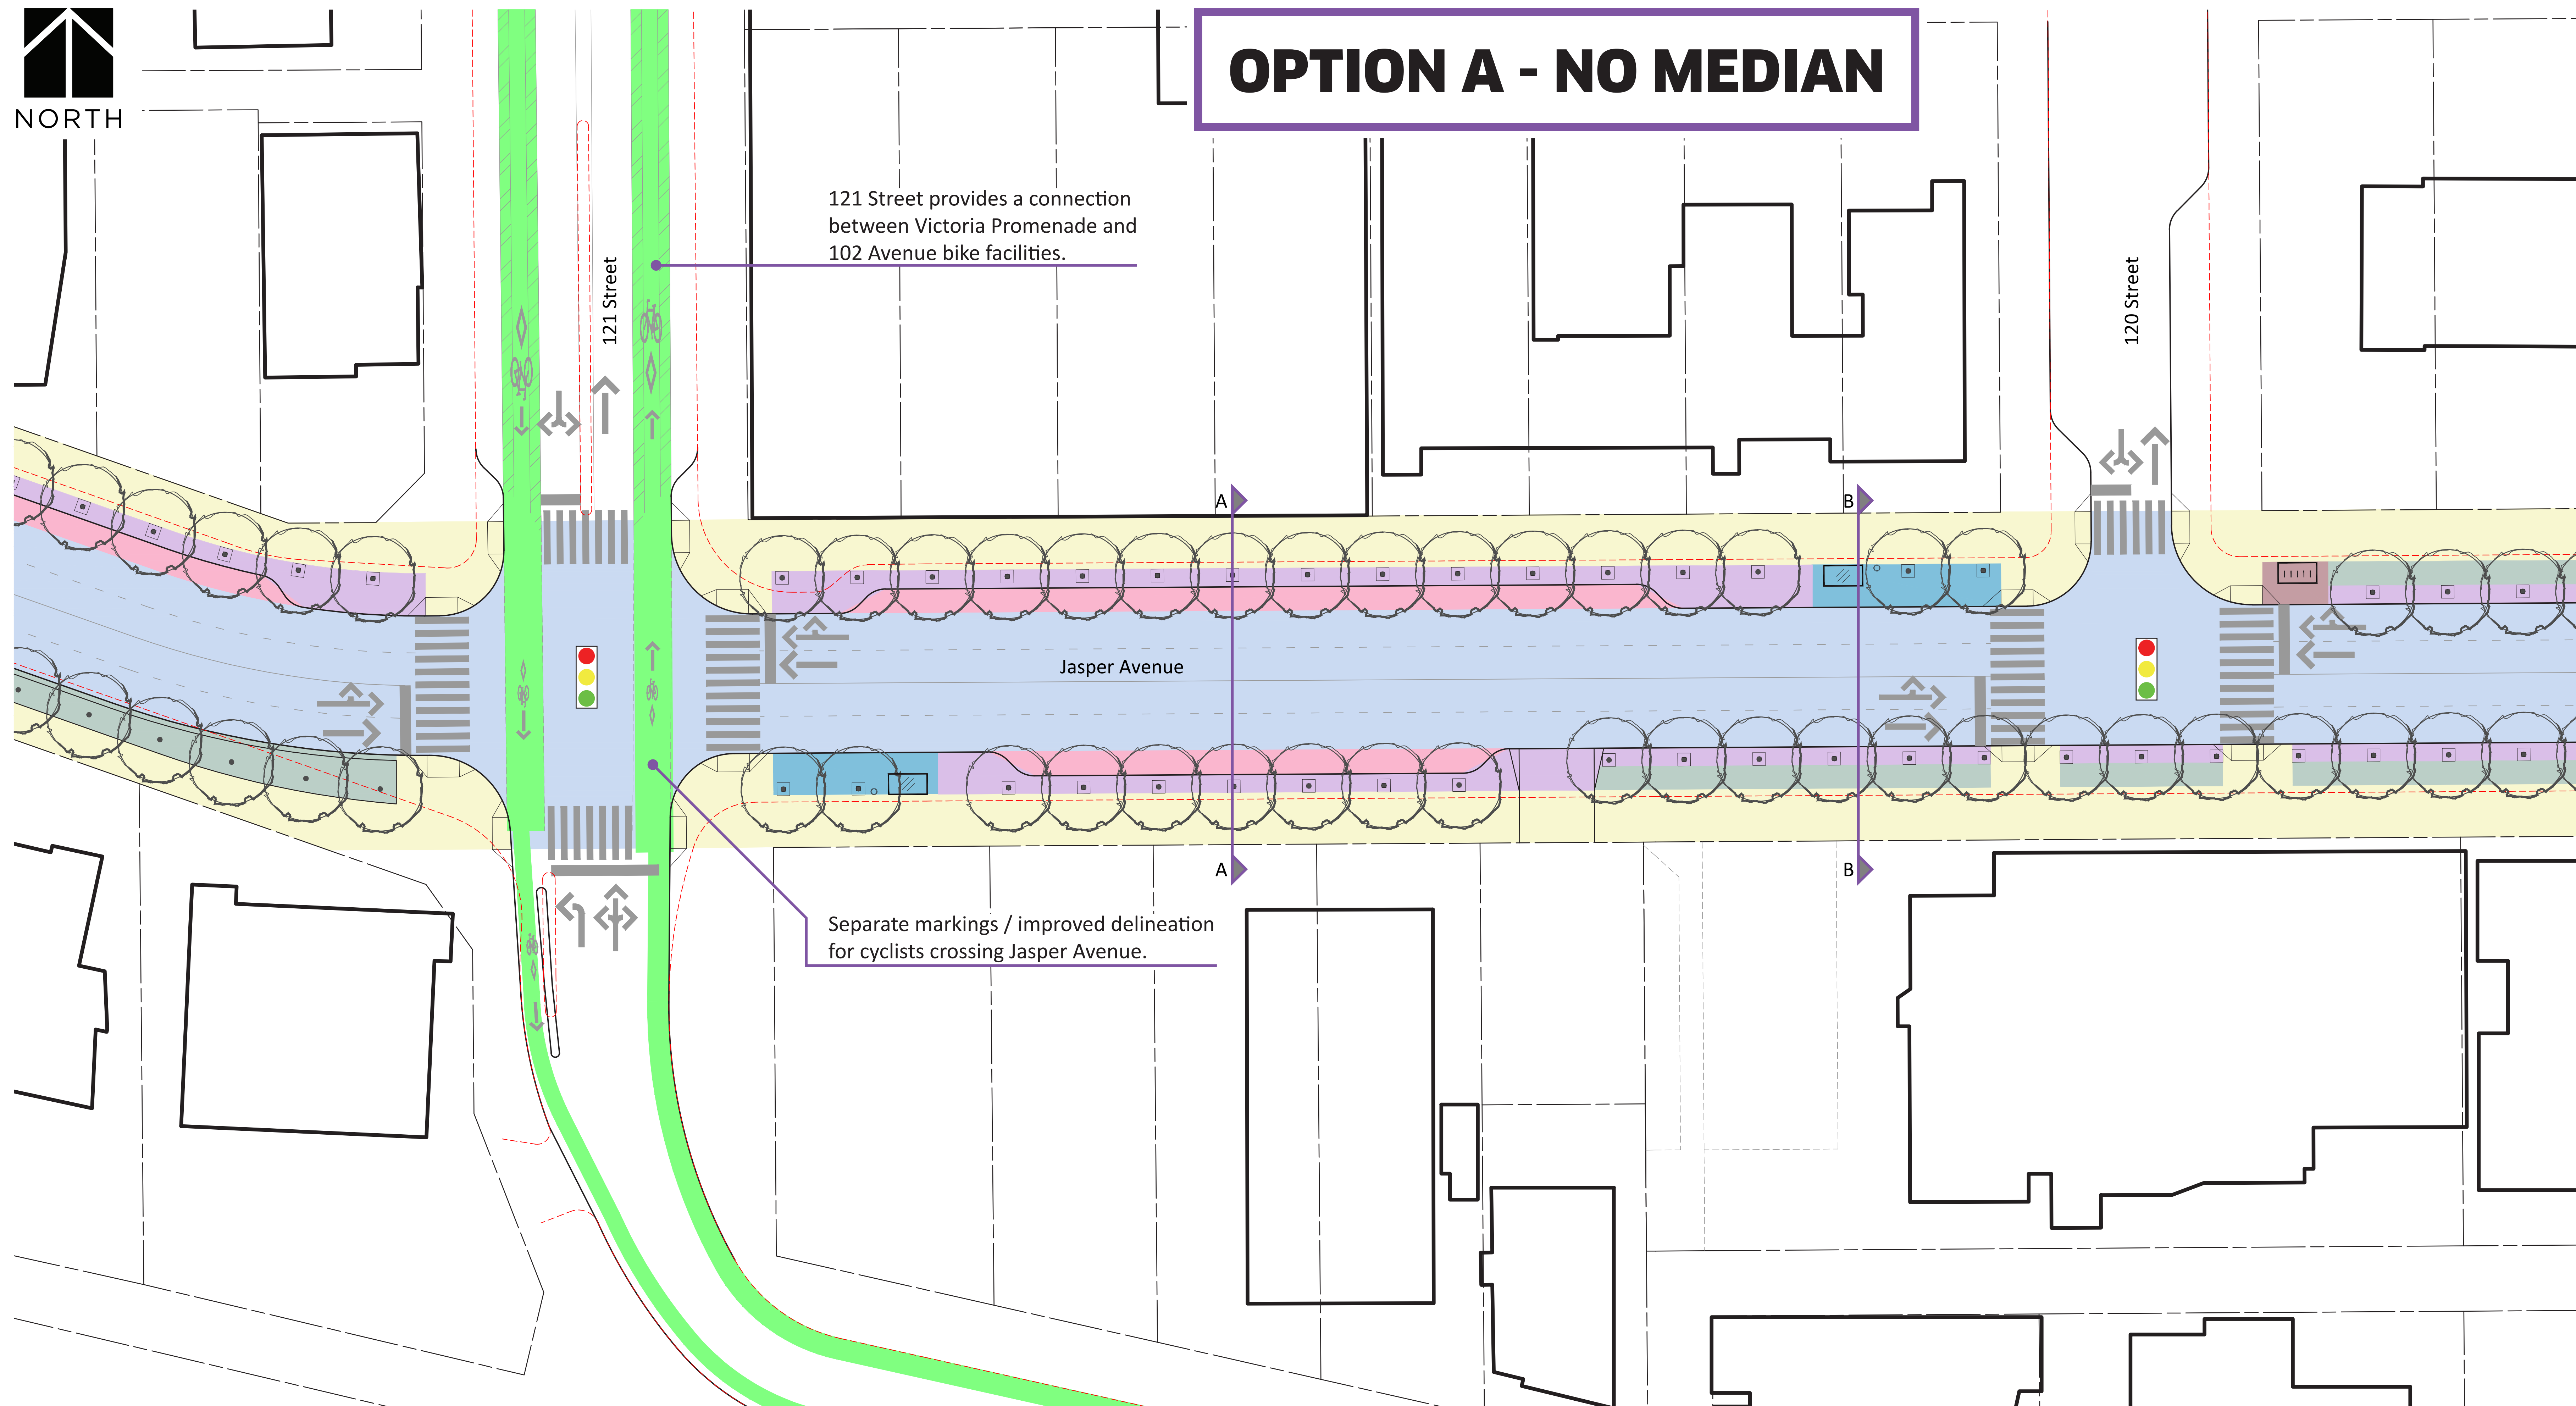 NORTH
OPTION A - NO MEDIAN
121 Street provides a connection
between Victoria Promenade and
102 Avenue bike facilities.
121 Street
120 Street
A
B
Jasper Avenue
A
B
Separate markings / improved delineation
for cyclists crossing Jasper Avenue.